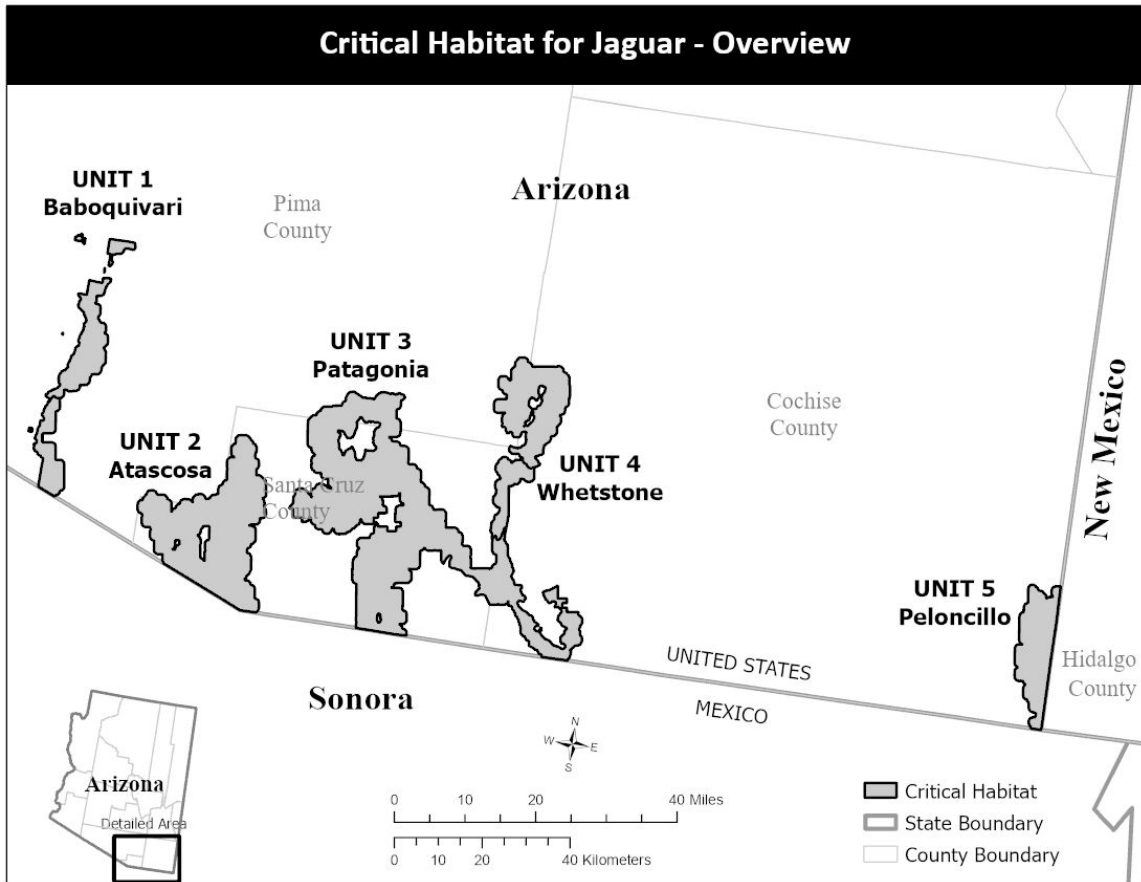 Critical Habitat for Jaguar - Overview
UNIT 1
Baboquivari
Pima
County
Arizona
UNIT 3
Patagonia
UNIT 2
Atascosa
Santa Cruz
County
UNIT 4
Whetstone
Cochise
County
New Mexico
UNIT 5
Peloncillo
Hidalgo
County
UNITED STATES
MEXICO
Sonora
N
W E
S
Arizona
Detailed Area
0 10 20 40 Miles
0 10 20 40 Kilometers
Critical Habitat
State Boundary
County Boundary